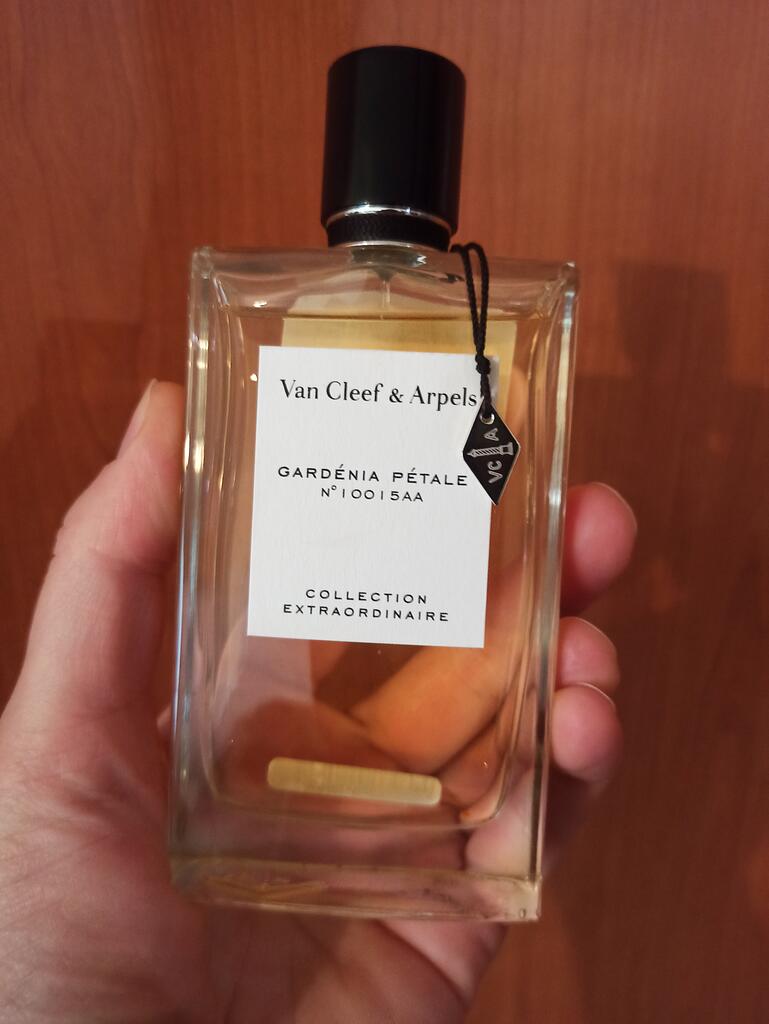 Van Cleef & Arpels
GARDÉNIA PÉTALE
N°10015AA
COLLECTION
EXTRAORDINAIRE
VC A